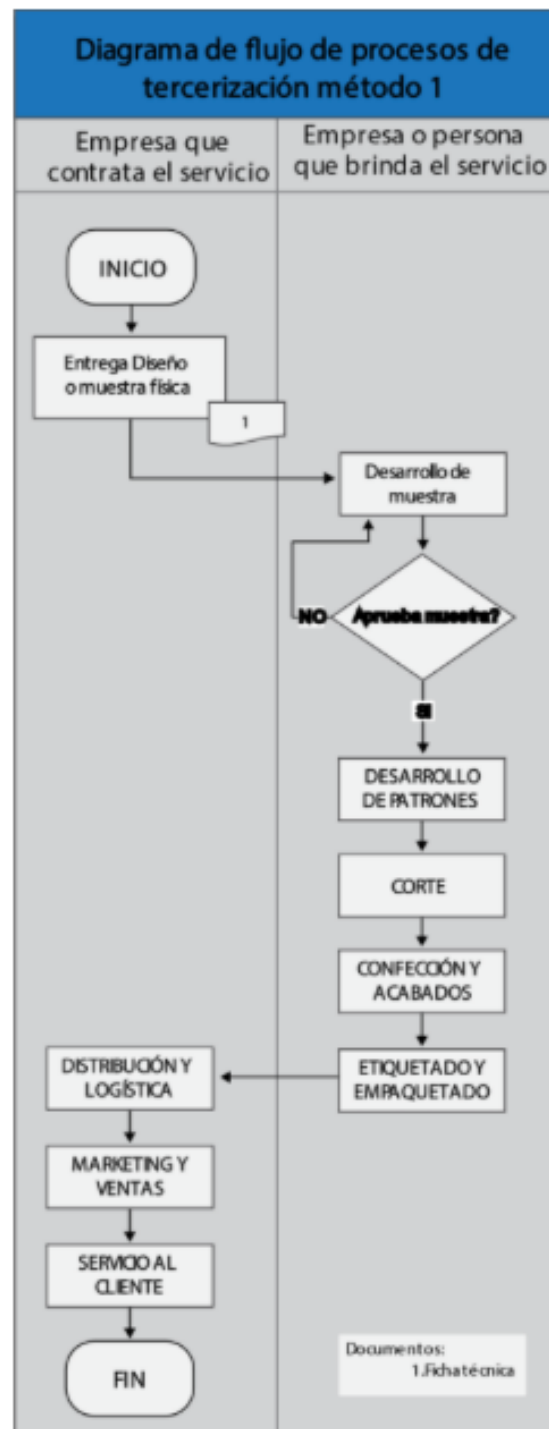 Diagrama de flujo de procesos de
tercerización método 1
Empresa que
contrata el servicio
Empresa o persona
que brinda el servicio
INICIO
Entrega Diseño
o muestra física
1
Desarrollo de
muestra
NO
Aprueba muestra?
SI
DESARROLLO
DE PATRONES
CORTE
CONFECCIÓN Y
ACABADOS
ETIQUETADO Y
EMPAQUETADO
DISTRIBUCIÓN Y
LOGÍSTICA
MARKETING Y
VENTAS
SERVICIO AL
CLIENTE
FIN
Documentos:
1.Ficha técnica